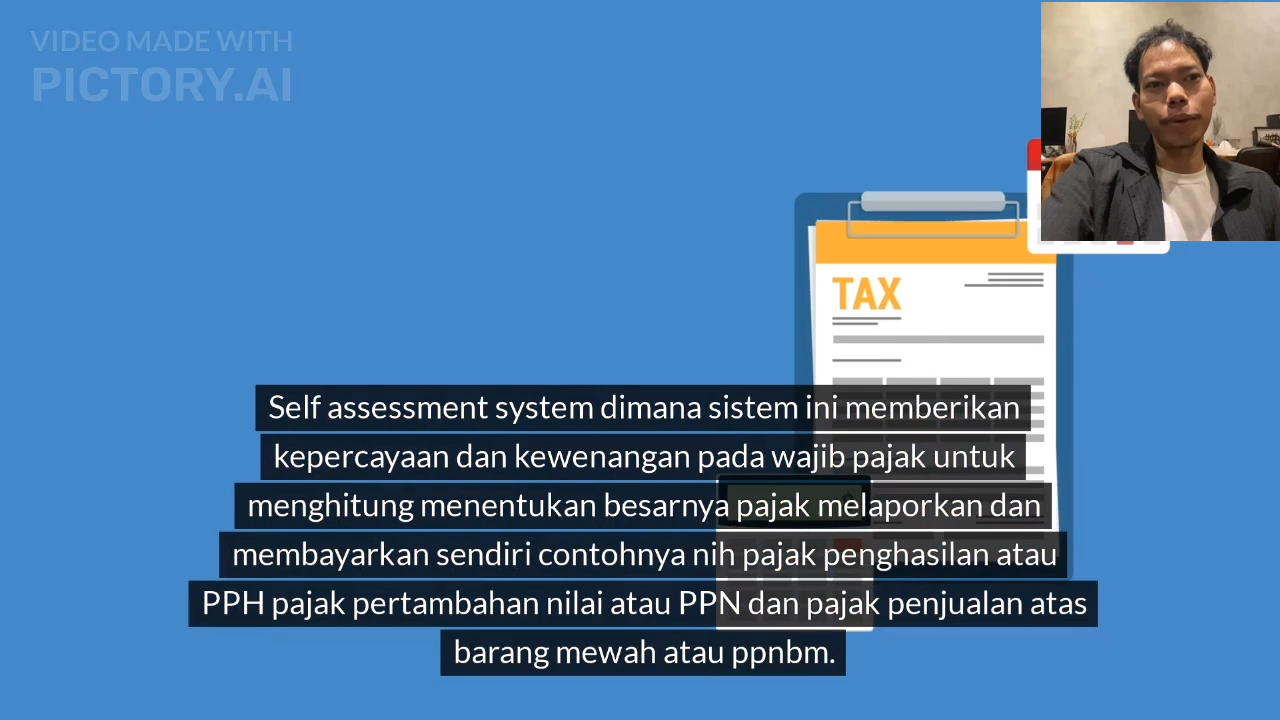 VIDEO MADE WITH
PICTORY.AI
TAX
Self assessment system dimana sistem ini memberikan
kepercayaan dan kewenangan pada wajib pajak untuk
menghitung menentukan besarnya pajak melaporkan dan
membayarkan sendiri contohnya nih pajak penghasilan atau
PPH pajak pertambahan nilai atau PPN dan pajak penjualan atas
barang mewah atau ppnbm.